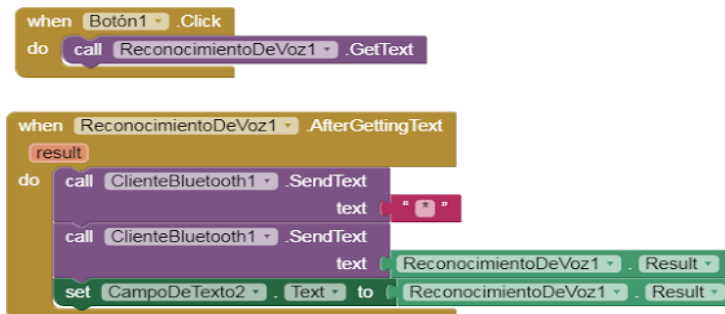 when Botón1 .Click
do call ReconocimientoDeVoz1 .GetText
when ReconocimientoDeVoz1 .AfterGettingText
result
do call ClienteBluetooth1 .SendText
text " * "
call ClienteBluetooth1 .SendText
text ReconocimientoDeVoz1 . Result
set CampoDeTexto2 . Text to ReconocimientoDeVoz1 . Result